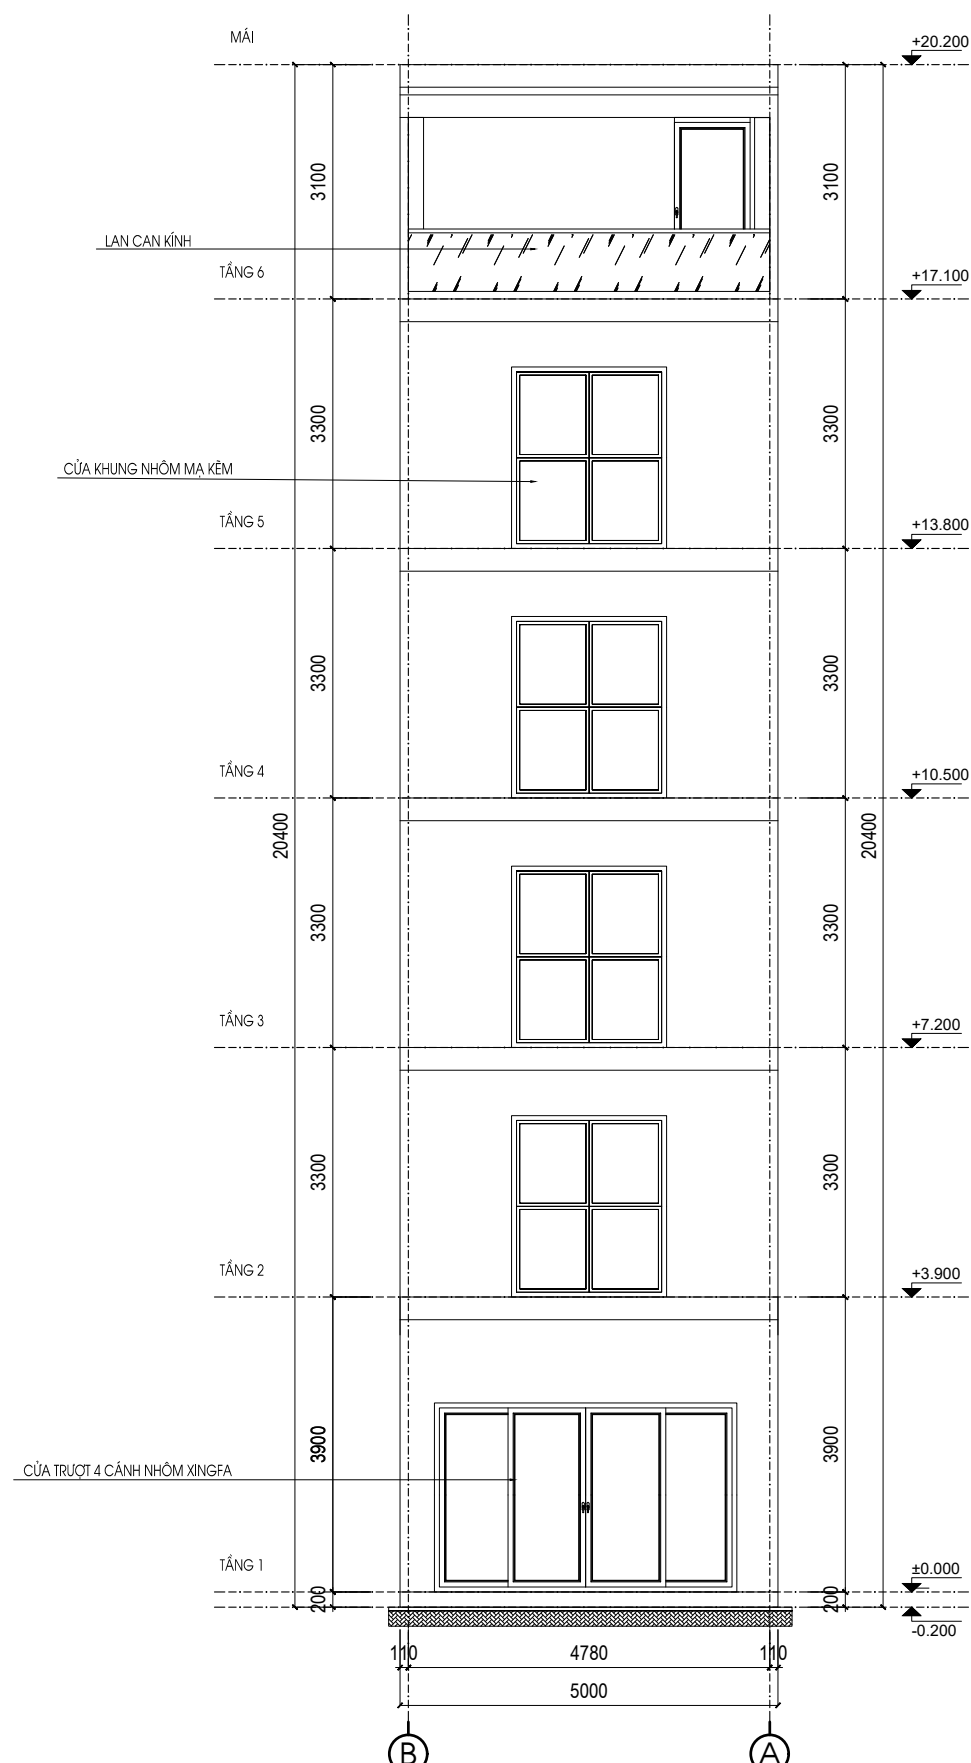 MÁI
+20.200
3100
3100
LAN CAN KÍNH
TẦNG 6
+17.100
3300
3300
CỬA KHUNG NHÔM MẠ KẼM
TẦNG 5
+13.800
3300
3300
TẦNG 4
+10.500
20400
20400
3300
3300
TẦNG 3
+7.200
3300
3300
TẦNG 2
+3.900
3900
3900
CỬA TRƯỢT 4 CÁNH NHÔM XINGFA
TẦNG 1
±0.000
200
200
-0.200
110
4780
110
5000
B
A